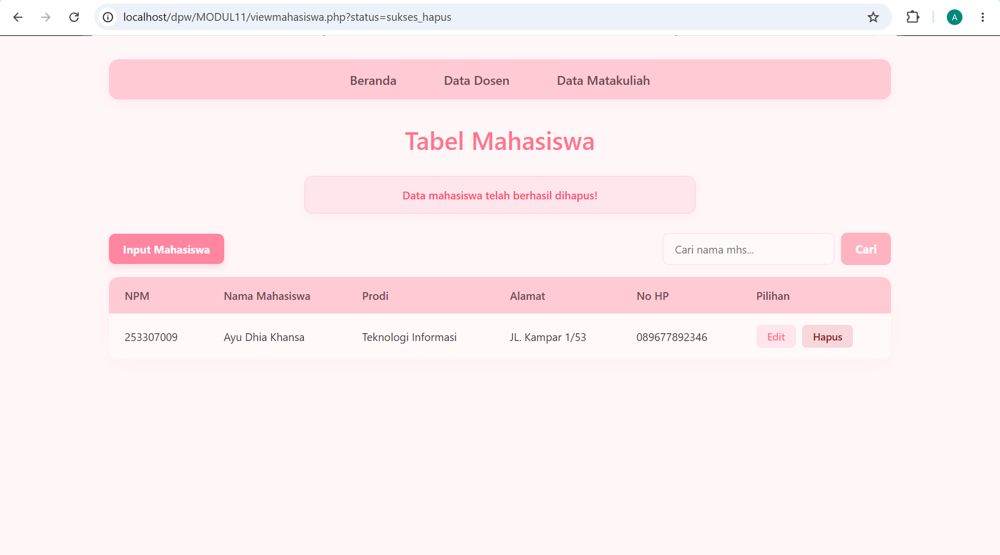 localhost/dpw/MODUL11/viewmahasiswa.php?status=sukses_hapus
A
Beranda Data Dosen Data Matakuliah
Tabel Mahasiswa
Data mahasiswa telah berhasil dihapus!
Input Mahasiswa Cari nama mhs... Cari
NPM Nama Mahasiswa Prodi Alamat No HP Pilihan
253307009 Ayu Dhia Khansa Teknologi Informasi JL. Kampar 1/53 089677892346 Edit Hapus